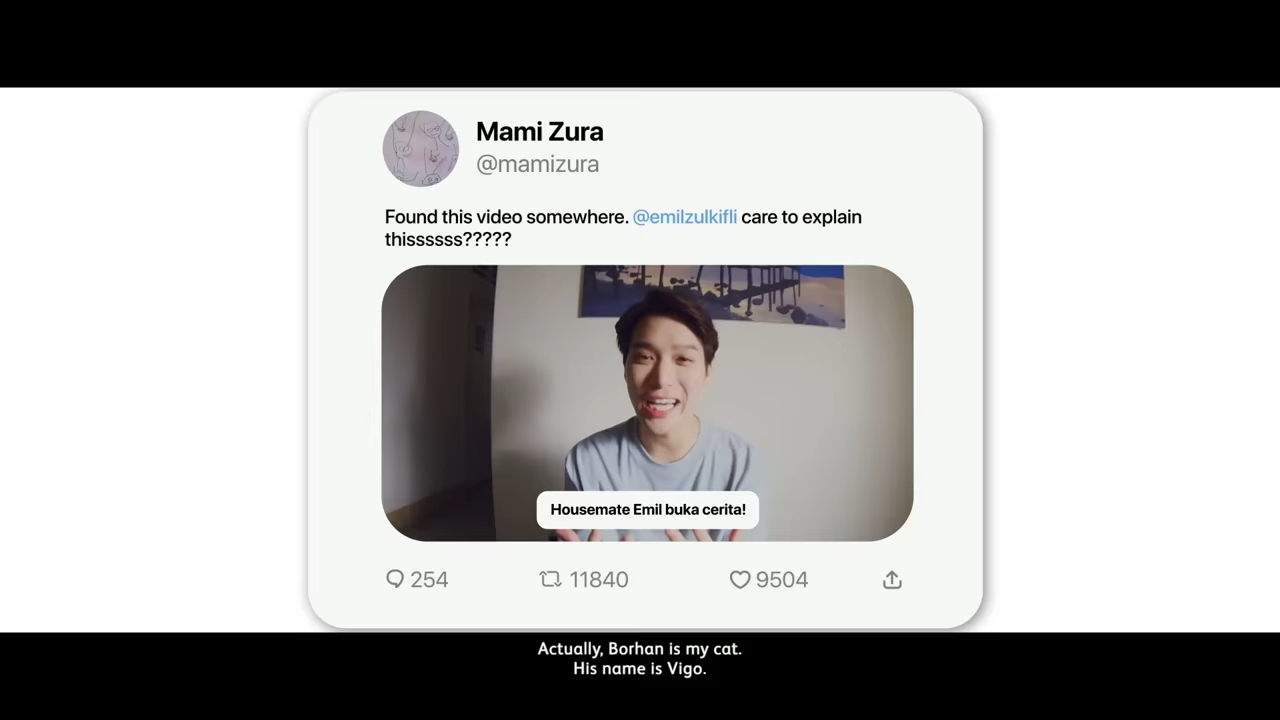 Mami Zura
@mamizura
Found this video somewhere. @emilzulkifli care to explain
thissssss?????
Housemate Emil buka cerita!
254 11840 9504
Actually, Borhan is my cat.
His name is Vigo.